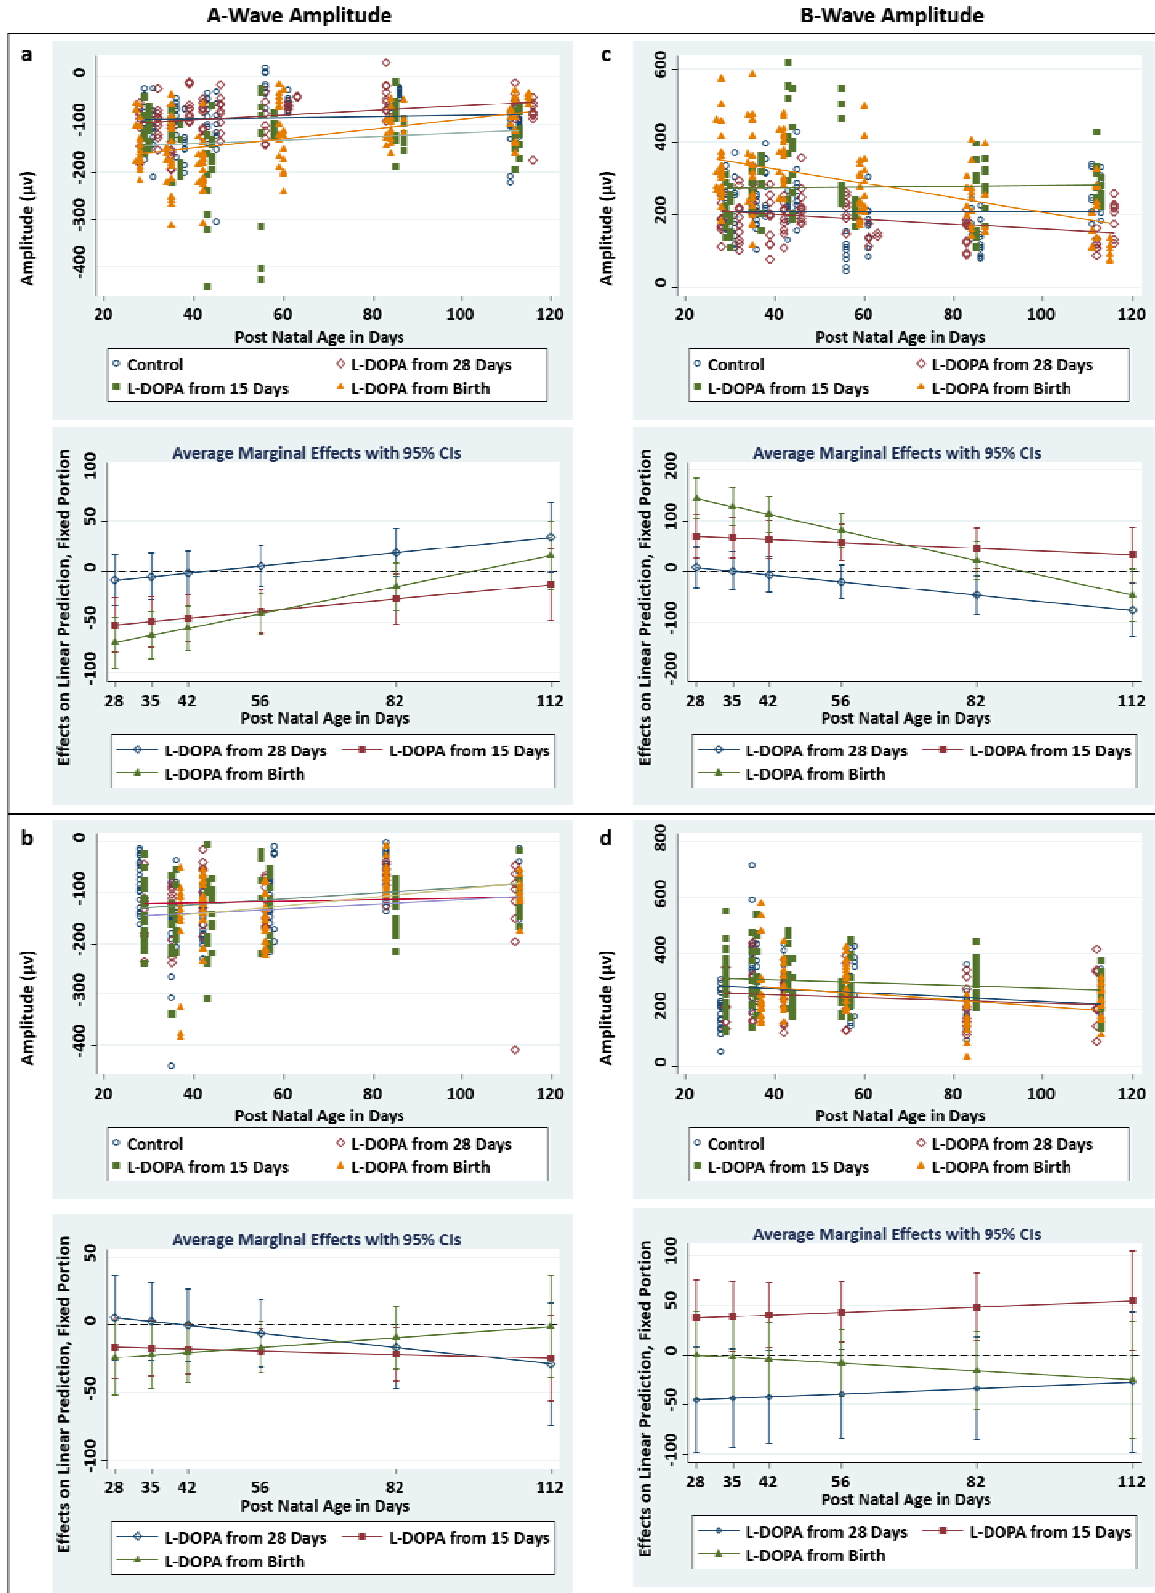 A-Wave Amplitude
B-Wave Amplitude
a
Amplitude (μv)
0
-100
-200
-300
-400
20 40 60 80 100 120
Post Natal Age in Days
Control
L-DOPA from 28 Days
L-DOPA from 15 Days
L-DOPA from Birth
Average Marginal Effects with 95% CIs
Effects on Linear Prediction, Fixed Portion
100
50
0
-50
-100
28 35 42 56 82 112
Post Natal Age in Days
L-DOPA from 28 Days
L-DOPA from 15 Days
L-DOPA from Birth
c
Amplitude (μv)
600
400
200
0
20 40 60 80 100 120
Post Natal Age in Days
Control
L-DOPA from 28 Days
L-DOPA from 15 Days
L-DOPA from Birth
Average Marginal Effects with 95% CIs
Effects on Linear Prediction, Fixed Portion
200
100
0
-100
-200
28 35 42 56 82 112
Post Natal Age in Days
L-DOPA from 28 Days
L-DOPA from 15 Days
L-DOPA from Birth
b
Amplitude (μv)
0
-100
-200
-300
-400
20 40 60 80 100 120
Post Natal Age in Days
Control
L-DOPA from 28 Days
L-DOPA from 15 Days
L-DOPA from Birth
Average Marginal Effects with 95% CIs
Effects on Linear Prediction, Fixed Portion
50
0
-50
-100
28 35 42 56 82 112
Post Natal Age in Days
L-DOPA from 28 Days
L-DOPA from 15 Days
L-DOPA from Birth
d
Amplitude (μv)
800
600
400
200
0
20 40 60 80 100 120
Post Natal Age in Days
Control
L-DOPA from 28 Days
L-DOPA from 15 Days
L-DOPA from Birth
Average Marginal Effects with 95% CIs
Effects on Linear Prediction, Fixed Portion
100
50
0
-50
-100
28 35 42 56 82 112
Post Natal Age in Days
L-DOPA from 28 Days
L-DOPA from 15 Days
L-DOPA from Birth